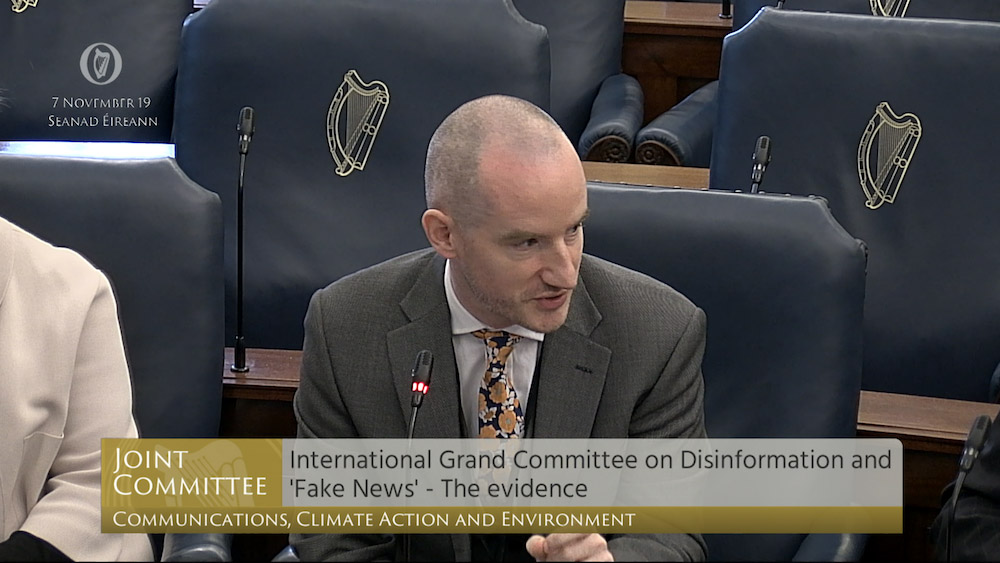 7 November 19
Seanad Éireann
Joint
Committee
International Grand Committee on Disinformation and
'Fake News' - The evidence
Communications, Climate Action and Environment